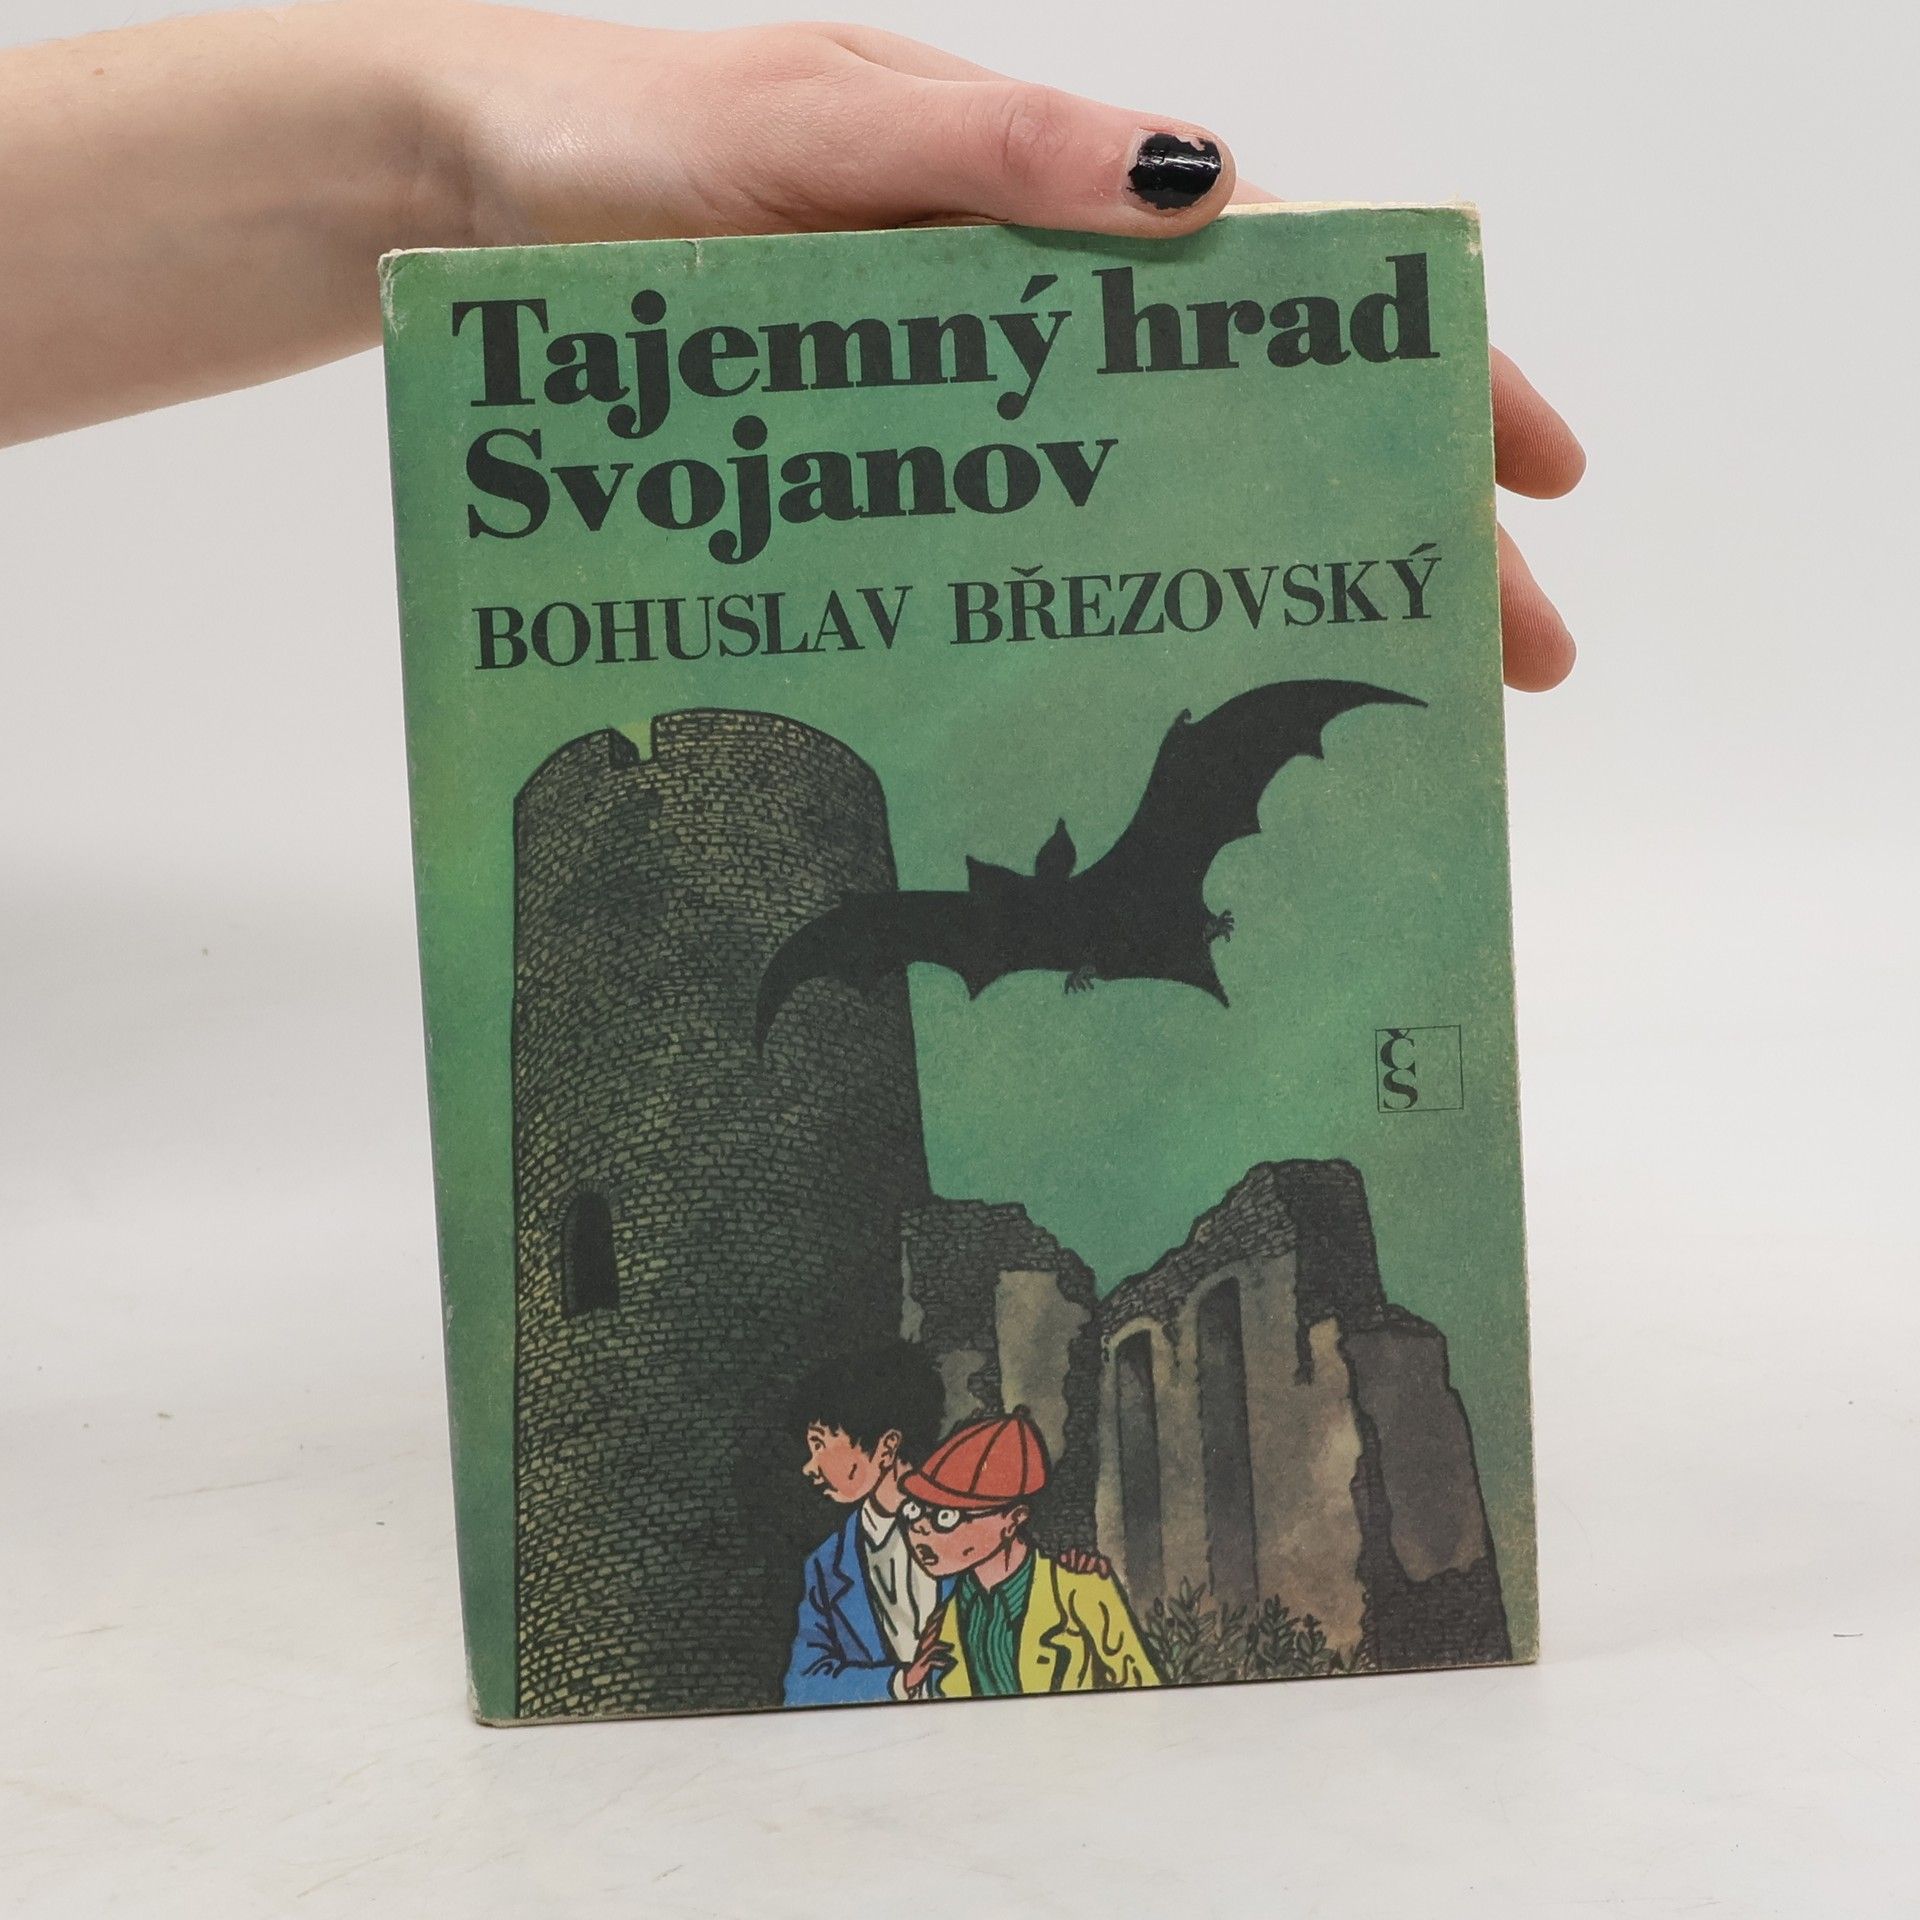 Tajemný hrad
Svojanov
BOHUSLAV BŘEZOVSKÝ
ČS